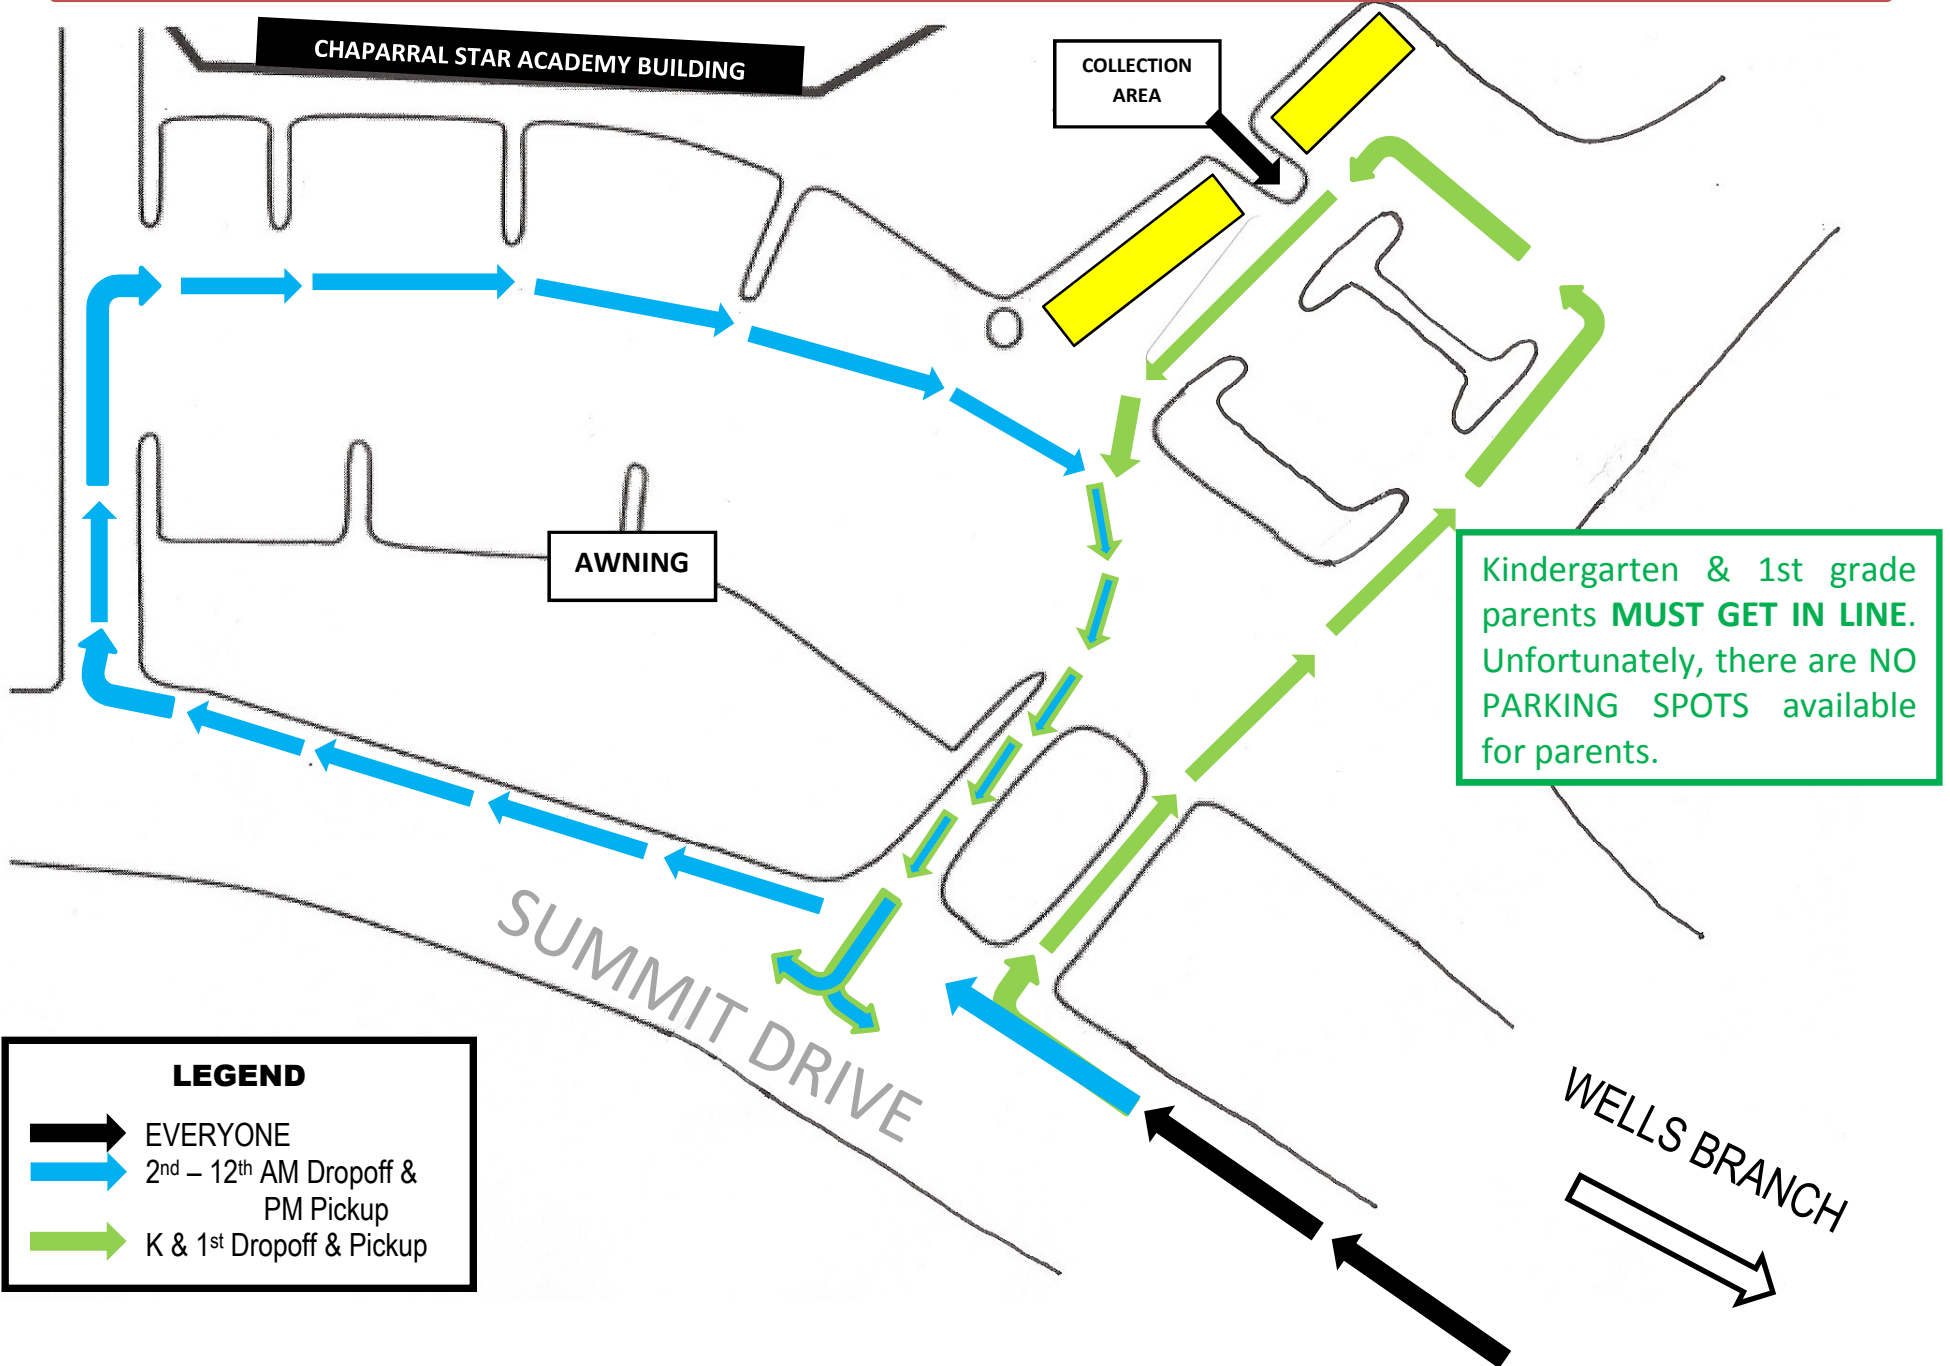 CHAPARRAL STAR ACADEMY BUILDING
COLLECTION
AREA
AWNING
Kindergarten & 1st grade
parents MUST GET IN LINE.
Unfortunately, there are NO
PARKING SPOTS available
for parents.
SUMMIT DRIVE
WELLS BRANCH
LEGEND
EVERYONE
2nd – 12th AM Dropoff &
PM Pickup
K & 1st Dropoff & Pickup